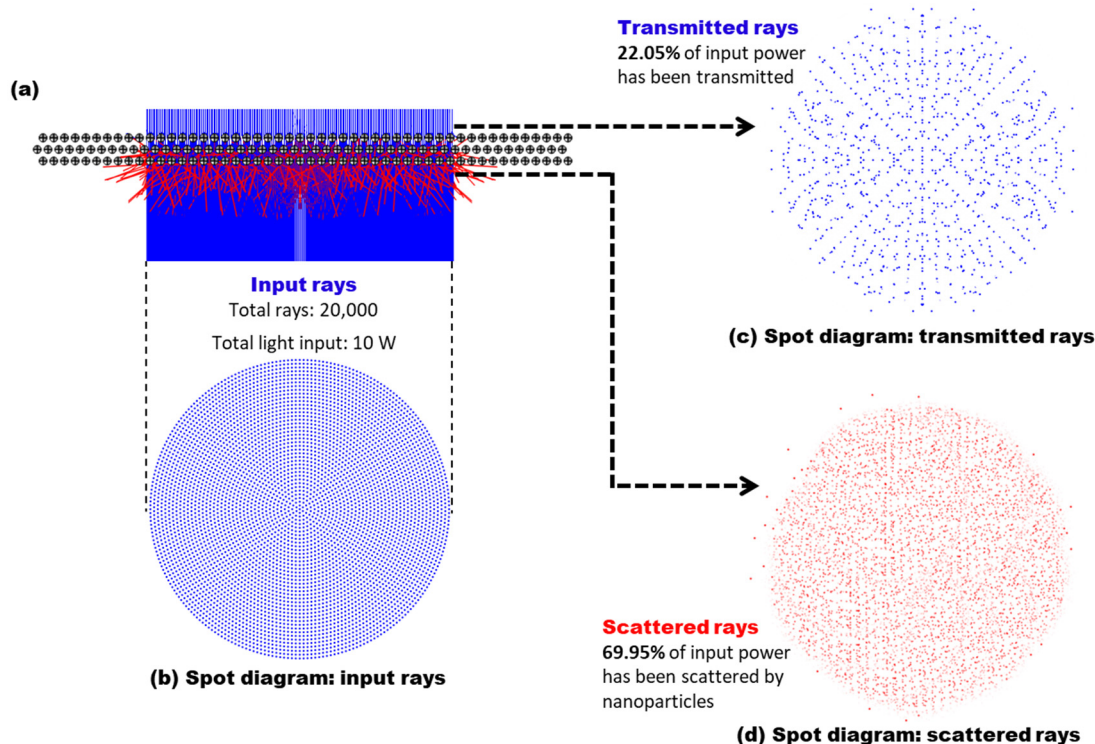 (a)
Transmitted rays
22.05% of input power
has been transmitted
(c) Spot diagram: transmitted rays
Input rays
Total rays: 20,000
Total light input: 10 W
(b) Spot diagram: input rays
Scattered rays
69.95% of input power
has been scattered by
nanoparticles
(d) Spot diagram: scattered rays